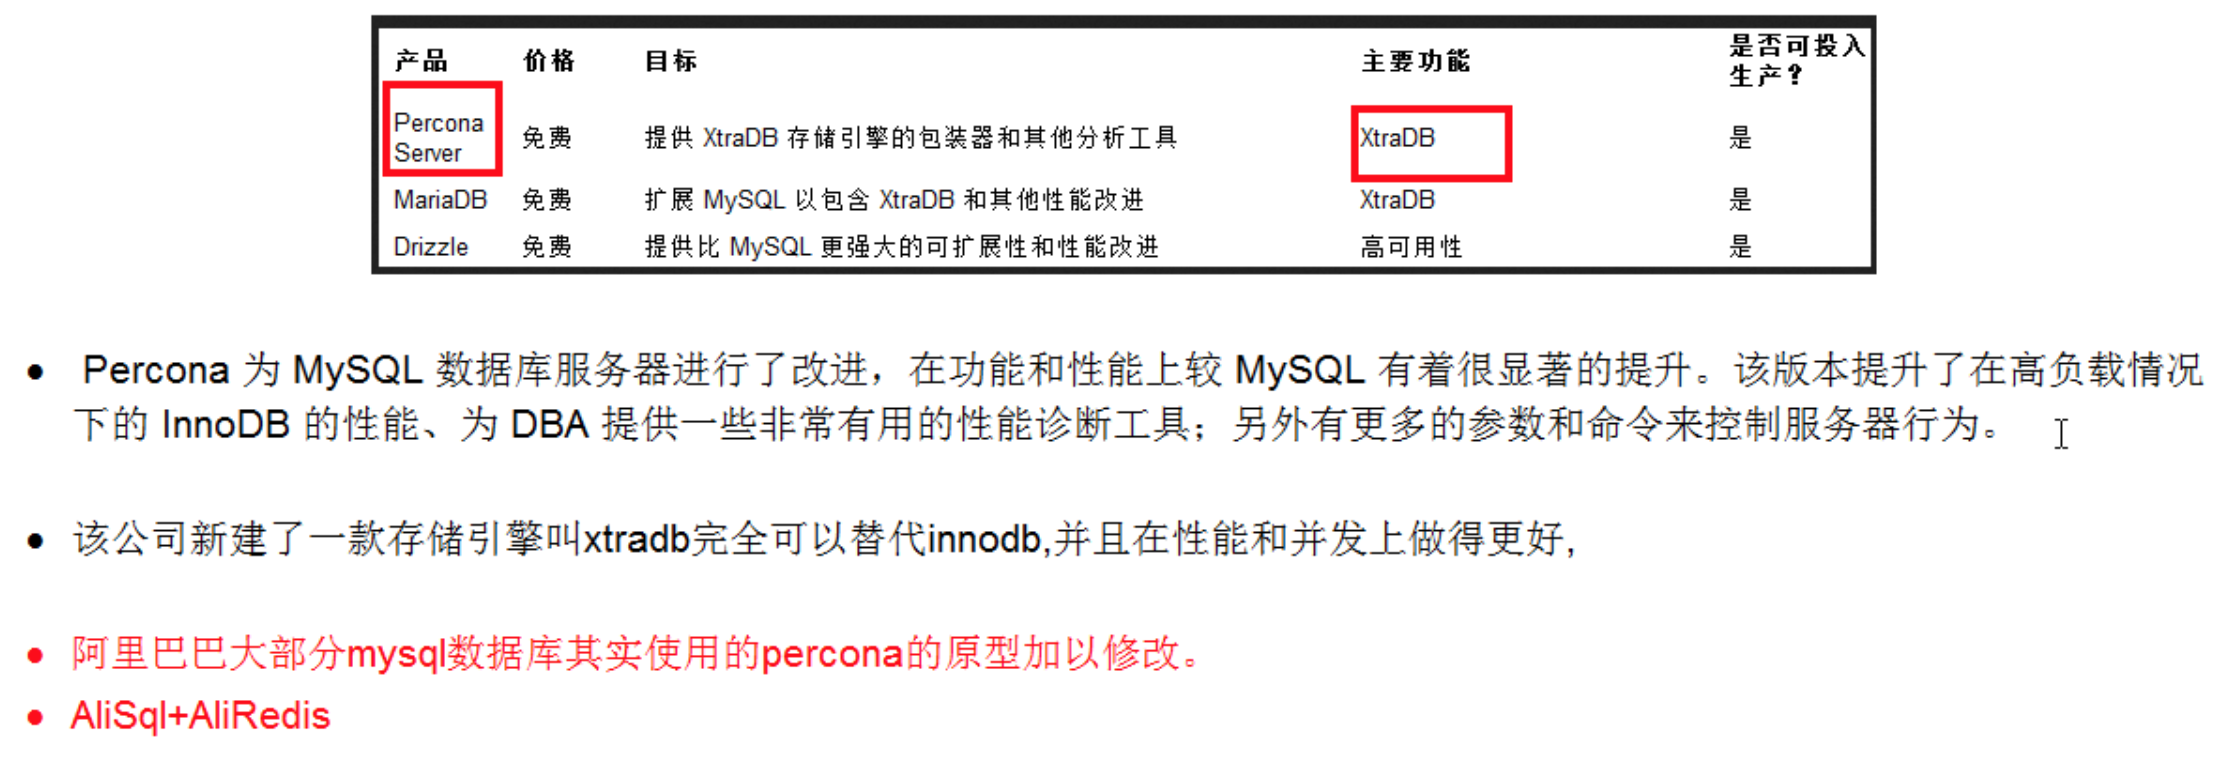 产品 价格 目标 主要功能 是否可投入
生产？
Percona
Server 免费 提供 XtraDB 存储引擎的包装器和其他分析工具 XtraDB 是
MariaDB 免费 扩展 MySQL 以包含 XtraDB 和其他性能改进 XtraDB 是
Drizzle 免费 提供比 MySQL 更强大的可扩展性和性能改进 高可用性 是
● Percona 为 MySQL 数据库服务器进行了改进，在功能和性能上较 MySQL 有着很显著的提升。该版本提升了在高负载情况
下的 InnoDB 的性能、为 DBA 提供一些非常有用的性能诊断工具；另外有更多的参数和命令来控制服务器行为。
● 该公司新建了一款存储引擎叫xtradb完全可以替代innodb,并且在性能和并发上做得更好,
● 阿里巴巴大部分mysql数据库其实使用的percona的原型加以修改。
● AliSql+AliRedis